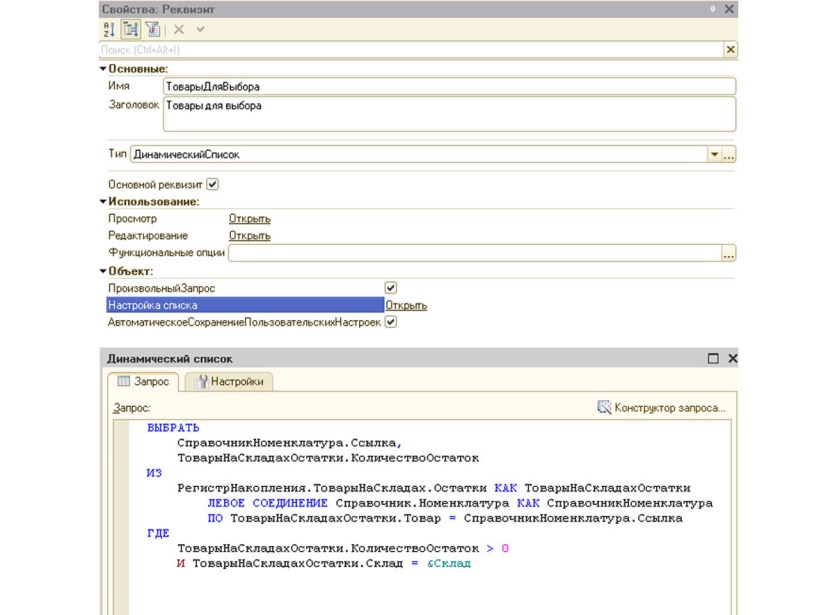 Свойства: Реквизит
Поиск (Ctrl+Alt+I)
Основные:
Имя ТоварыДляВыбора
Заголовок Товары для выбора
Тип ДинамическийСписок ...
Основной реквизит
Использование:
Просмотр Открыть
Редактирование Открыть
Функциональные опции ...
Объект:
ПроизвольныйЗапрос
Настройка списка Открыть
АвтоматическоеСохранениеПользовательскихНастроек
Динамический список
Запрос Настройки
Запрос: Конструктор запроса...
ВЫБРАТЬ
СправочникНоменклатура.Ссылка,
ТоварыНаСкладахОстатки.КоличествоОстаток
ИЗ
РегистрНакопления.ТоварыНаСкладах.Остатки КАК ТоварыНаСкладахОстатки
ЛЕВОЕ СОЕДИНЕНИЕ Справочник.Номенклатура КАК СправочникНоменклатура
ПО ТоварыНаСкладахОстатки.Товар = СправочникНоменклатура.Ссылка
ГДЕ
ТоварыНаСкладахОстатки.КоличествоОстаток > 0
И ТоварыНаСкладахОстатки.Склад = &Склад